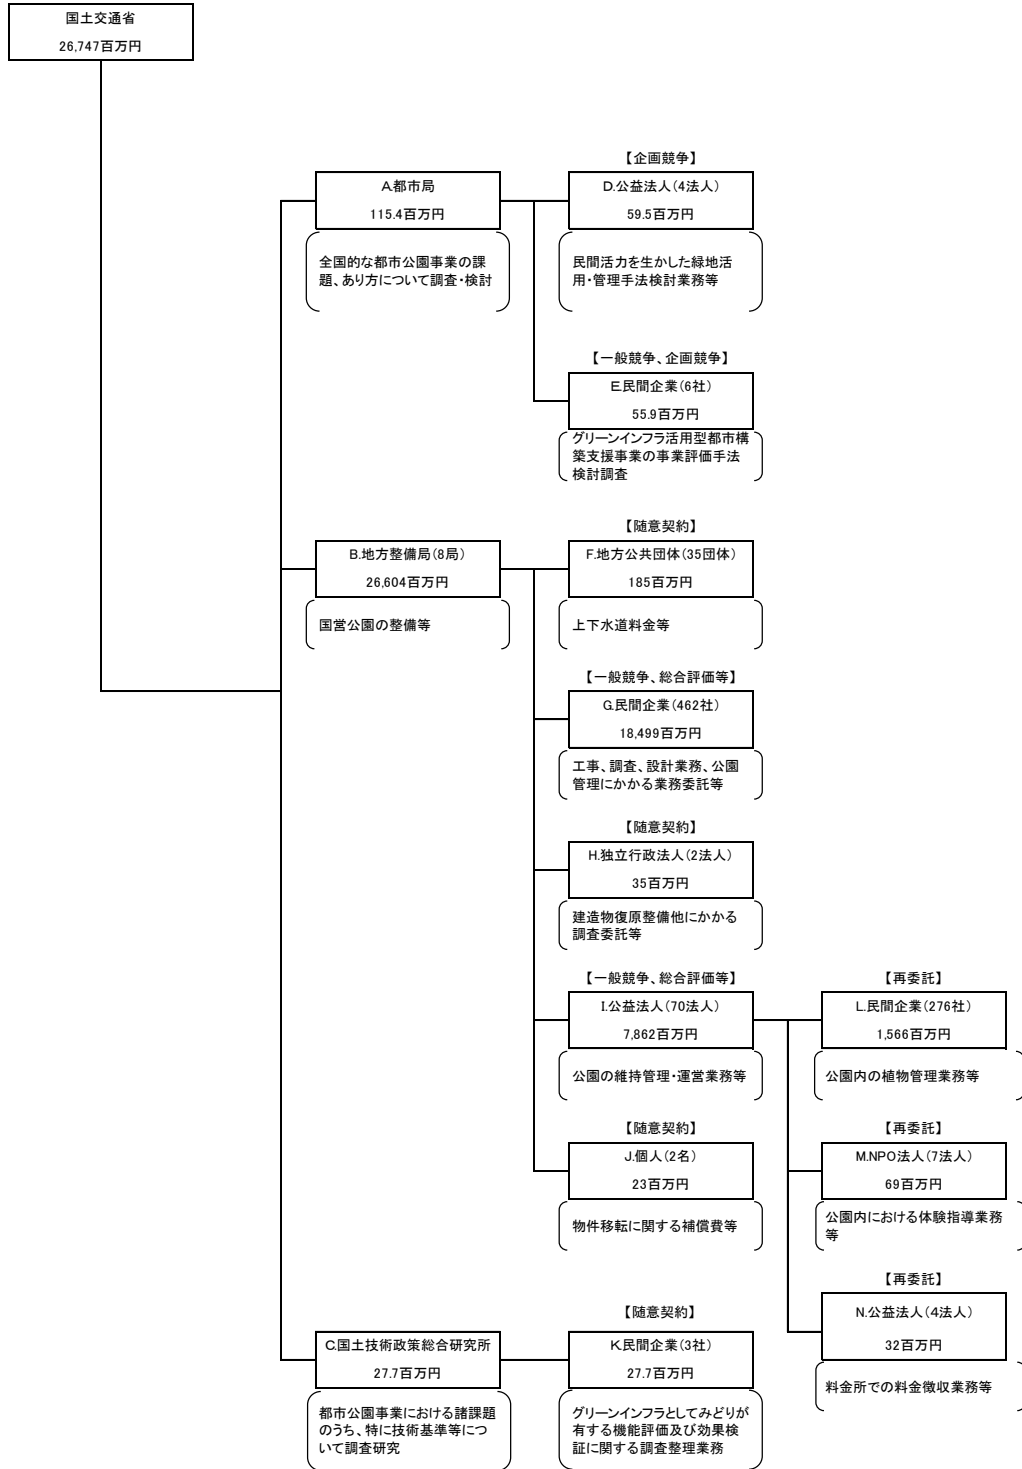 国土交通省
26,747百万円
A.都市局
115.4百万円
全国的な都市公園事業の課
題、あり方について調査・検討
【企画競争】
D.公益法人(4法人)
59.5百万円
民間活力を生かした緑地活
用・管理手法検討業務等
【一般競争、企画競争】
E.民間企業(6社)
55.9百万円
グリーンインフラ活用型都市構
築支援事業の事業評価手法
検討調査
B.地方整備局(8局)
26,604百万円
国営公園の整備等
【随意契約】
F.地方公共団体(35団体)
185百万円
上下水道料金等
【一般競争、総合評価等】
G.民間企業(462社)
18,499百万円
工事、調査、設計業務、公園
管理にかかる業務委託等
【随意契約】
H.独立行政法人(2法人)
35百万円
建造物復原整備他にかかる
調査委託等
【一般競争、総合評価等】
I.公益法人(70法人)
7,862百万円
公園の維持管理・運営業務等
【再委託】
L.民間企業(276社)
1,566百万円
公園内の植物管理業務等
【再委託】
M.NPO法人(7法人)
69百万円
公園内における体験指導業務
等
【再委託】
N.公益法人(4法人)
32百万円
料金所での料金徴収業務等
【随意契約】
J.個人(2名)
23百万円
物件移転に関する補償費等
C.国土技術政策総合研究所
27.7百万円
都市公園事業における諸課題
のうち、特に技術基準等につ
いて調査研究
【随意契約】
K.民間企業(3社)
27.7百万円
グリーンインフラとしてみどりが
有する機能評価及び効果検
証に関する調査整理業務